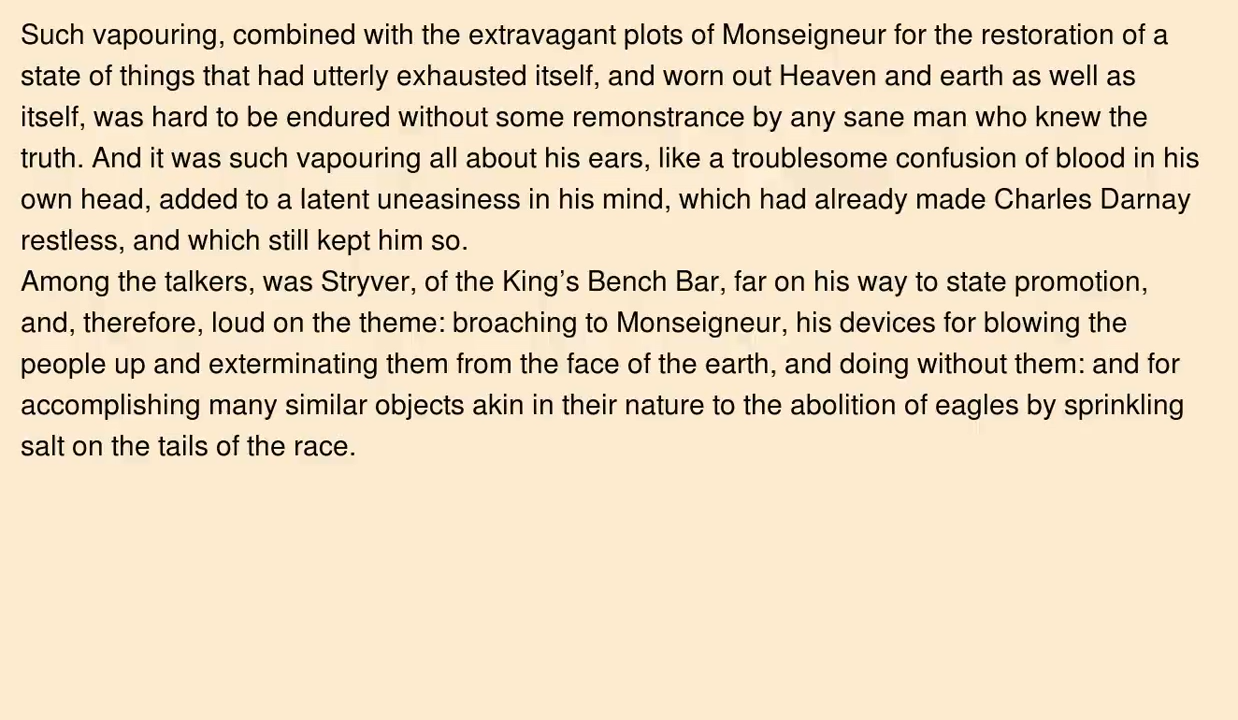 Such vapouring, combined with the extravagant plots of Monseigneur for the restoration of a
state of things that had utterly exhausted itself, and worn out Heaven and earth as well as
itself, was hard to be endured without some remonstrance by any sane man who knew the
truth. And it was such vapouring all about his ears, like a troublesome confusion of blood in his
own head, added to a latent uneasiness in his mind, which had already made Charles Darnay
restless, and which still kept him so.
Among the talkers, was Stryver, of the King’s Bench Bar, far on his way to state promotion,
and, therefore, loud on the theme: broaching to Monseigneur, his devices for blowing the
people up and exterminating them from the face of the earth, and doing without them: and for
accomplishing many similar objects akin in their nature to the abolition of eagles by sprinkling
salt on the tails of the race.